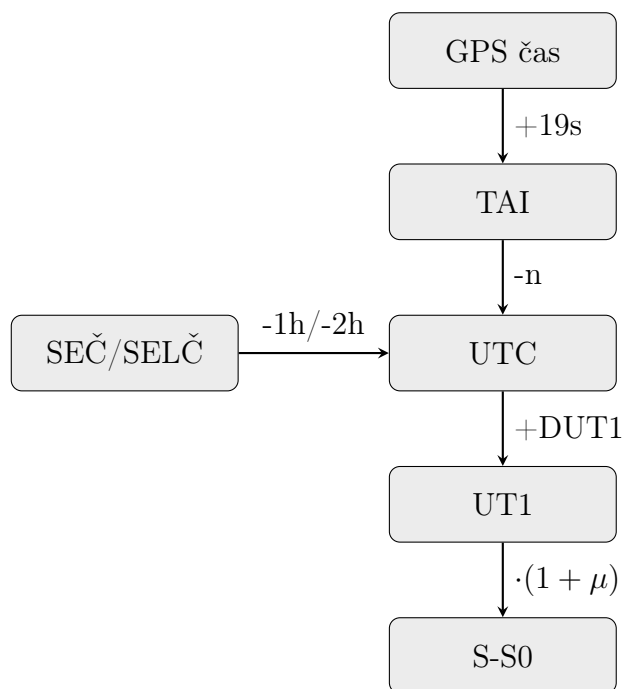 GPS čas
+19s
TAI
-n
SEČ/SELČ
-1h/-2h
UTC
+DUT1
UT1
·(1 + μ)
S-S0